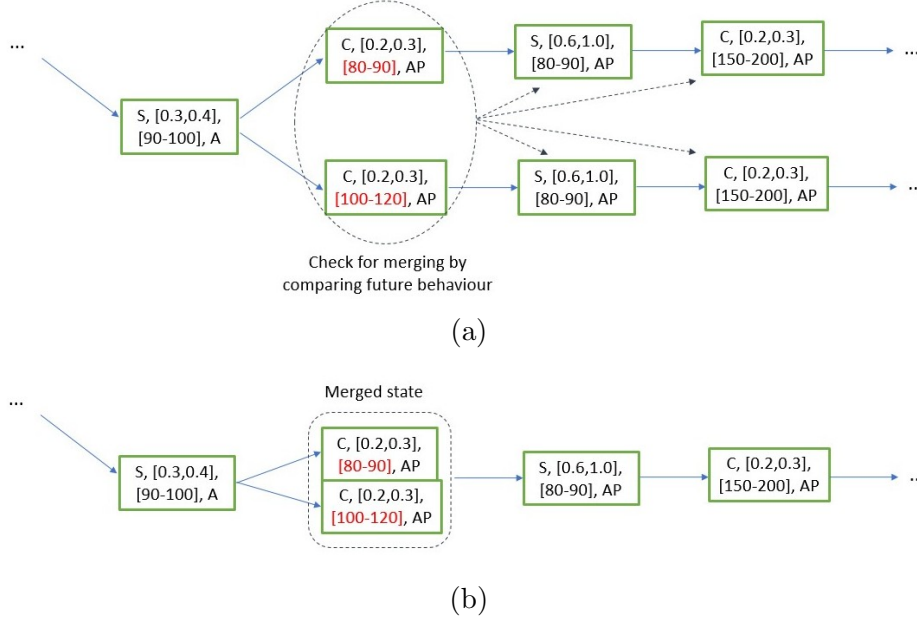 ...
C, [0.2,0.3],
[80-90], AP
S, [0.6,1.0],
[80-90], AP
C, [0.2,0.3],
[150-200], AP
...
S, [0.3,0.4],
[90-100], A
C, [0.2,0.3],
[100-120], AP
S, [0.6,1.0],
[80-90], AP
C, [0.2,0.3],
[150-200], AP
..
Check for merging by
comparing future behaviour
(a)
Merged state
...
C, [0.2,0.3],
[80-90], AP
S, [0.3,0.4],
[90-100], A
C, [0.2,0.3],
[100-120], AP
S, [0.6,1.0],
[80-90], AP
C, [0.2,0.3],
[150-200], AP
..
(b)